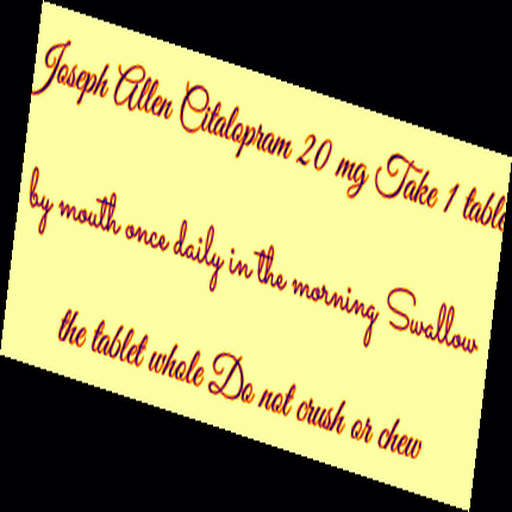 Joseph Allen Citalopram 20 mg Take 1 table
by mouth once daily in the morning Swallow
the tablet whole Do not crush or chew